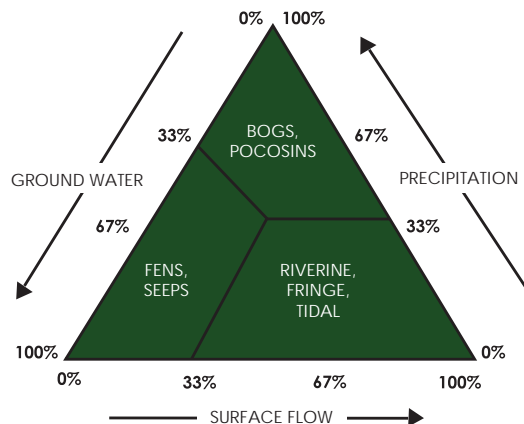 0% 100%
33%
67%
BOGS,
POCOSINS
GROUND WATER
PRECIPITATION
67%
33%
FENS,
SEEPS
RIVERINE,
FRINGE,
TIDAL
100%
0%
0%
33%
67%
100%
SURFACE FLOW